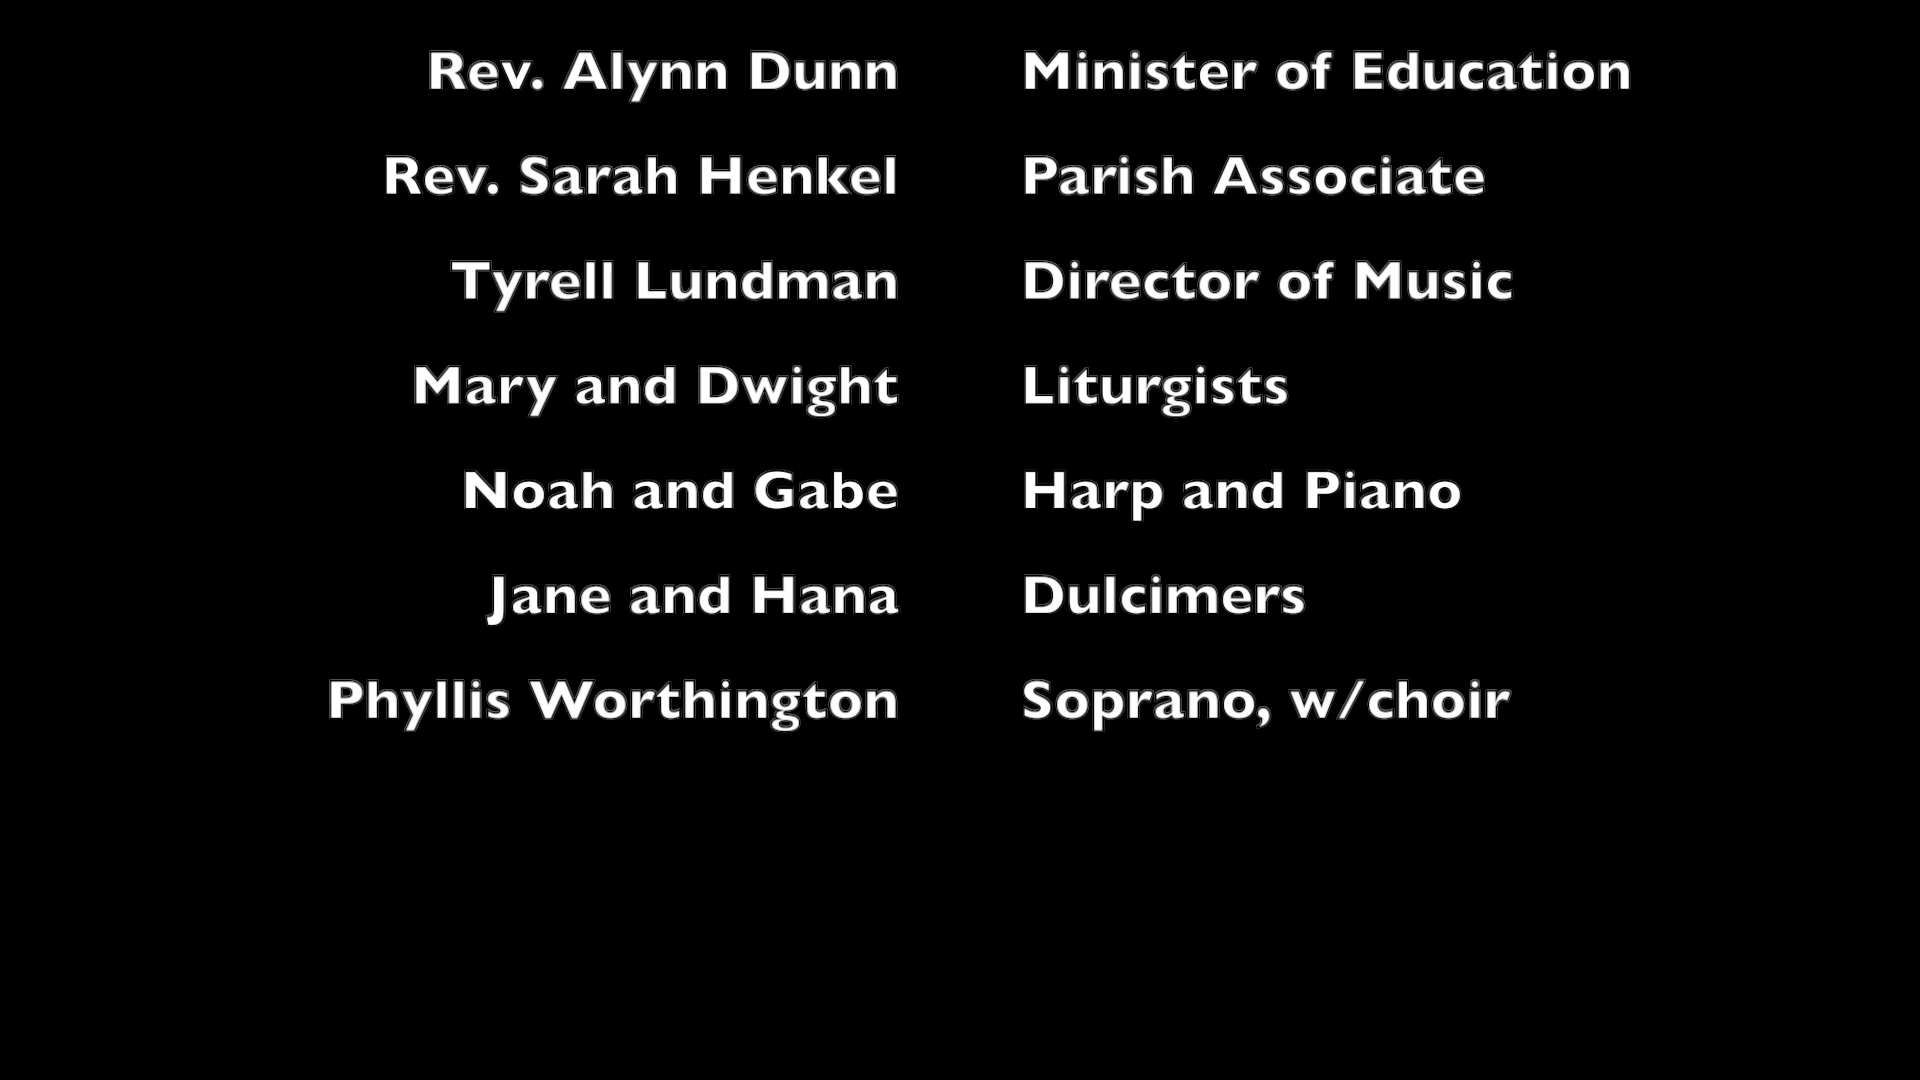 Rev. Alynn Dunn Minister of Education
Rev. Sarah Henkel Parish Associate
Tyrell Lundman Director of Music
Mary and Dwight Liturgists
Noah and Gabe Harp and Piano
Jane and Hana Dulcimers
Phyllis Worthington Soprano, w/choir